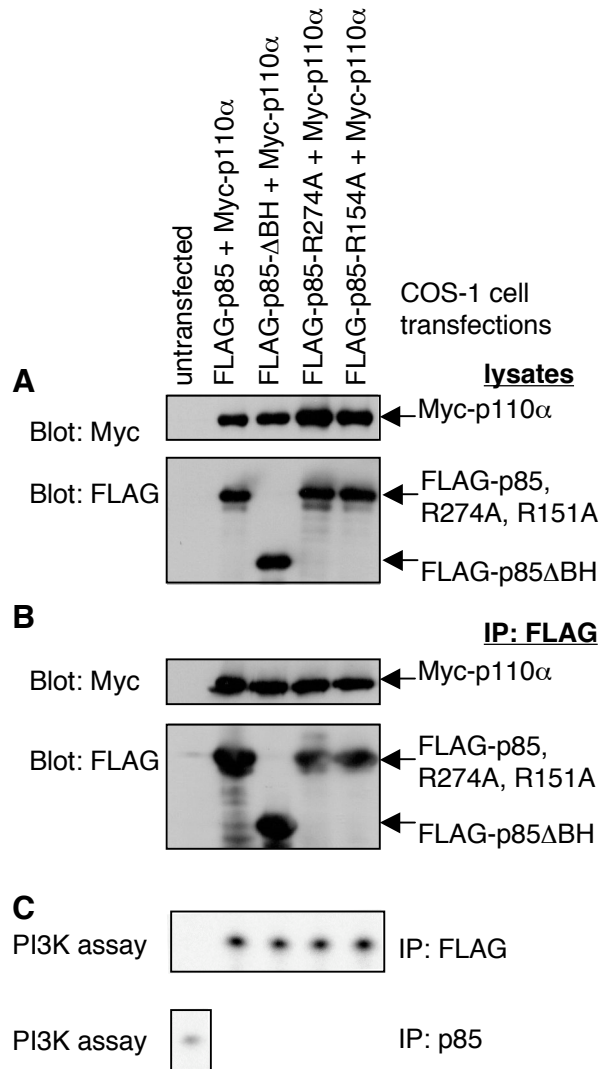 untransfected
FLAG-p85 + Myc-p110α
FLAG-p85-ΔBH + Myc-p110α
FLAG-p85-R274A + Myc-p110α
FLAG-p85-R154A + Myc-p110α
COS-1 cell
transfections
A
lysates
Blot: Myc
Myc-p110α
Blot: FLAG
FLAG-p85,
R274A, R151A
FLAG-p85ΔBH
B
IP: FLAG
Blot: Myc
Myc-p110α
Blot: FLAG
FLAG-p85,
R274A, R151A
FLAG-p85ΔBH
C
PI3K assay
IP: FLAG
PI3K assay
IP: p85